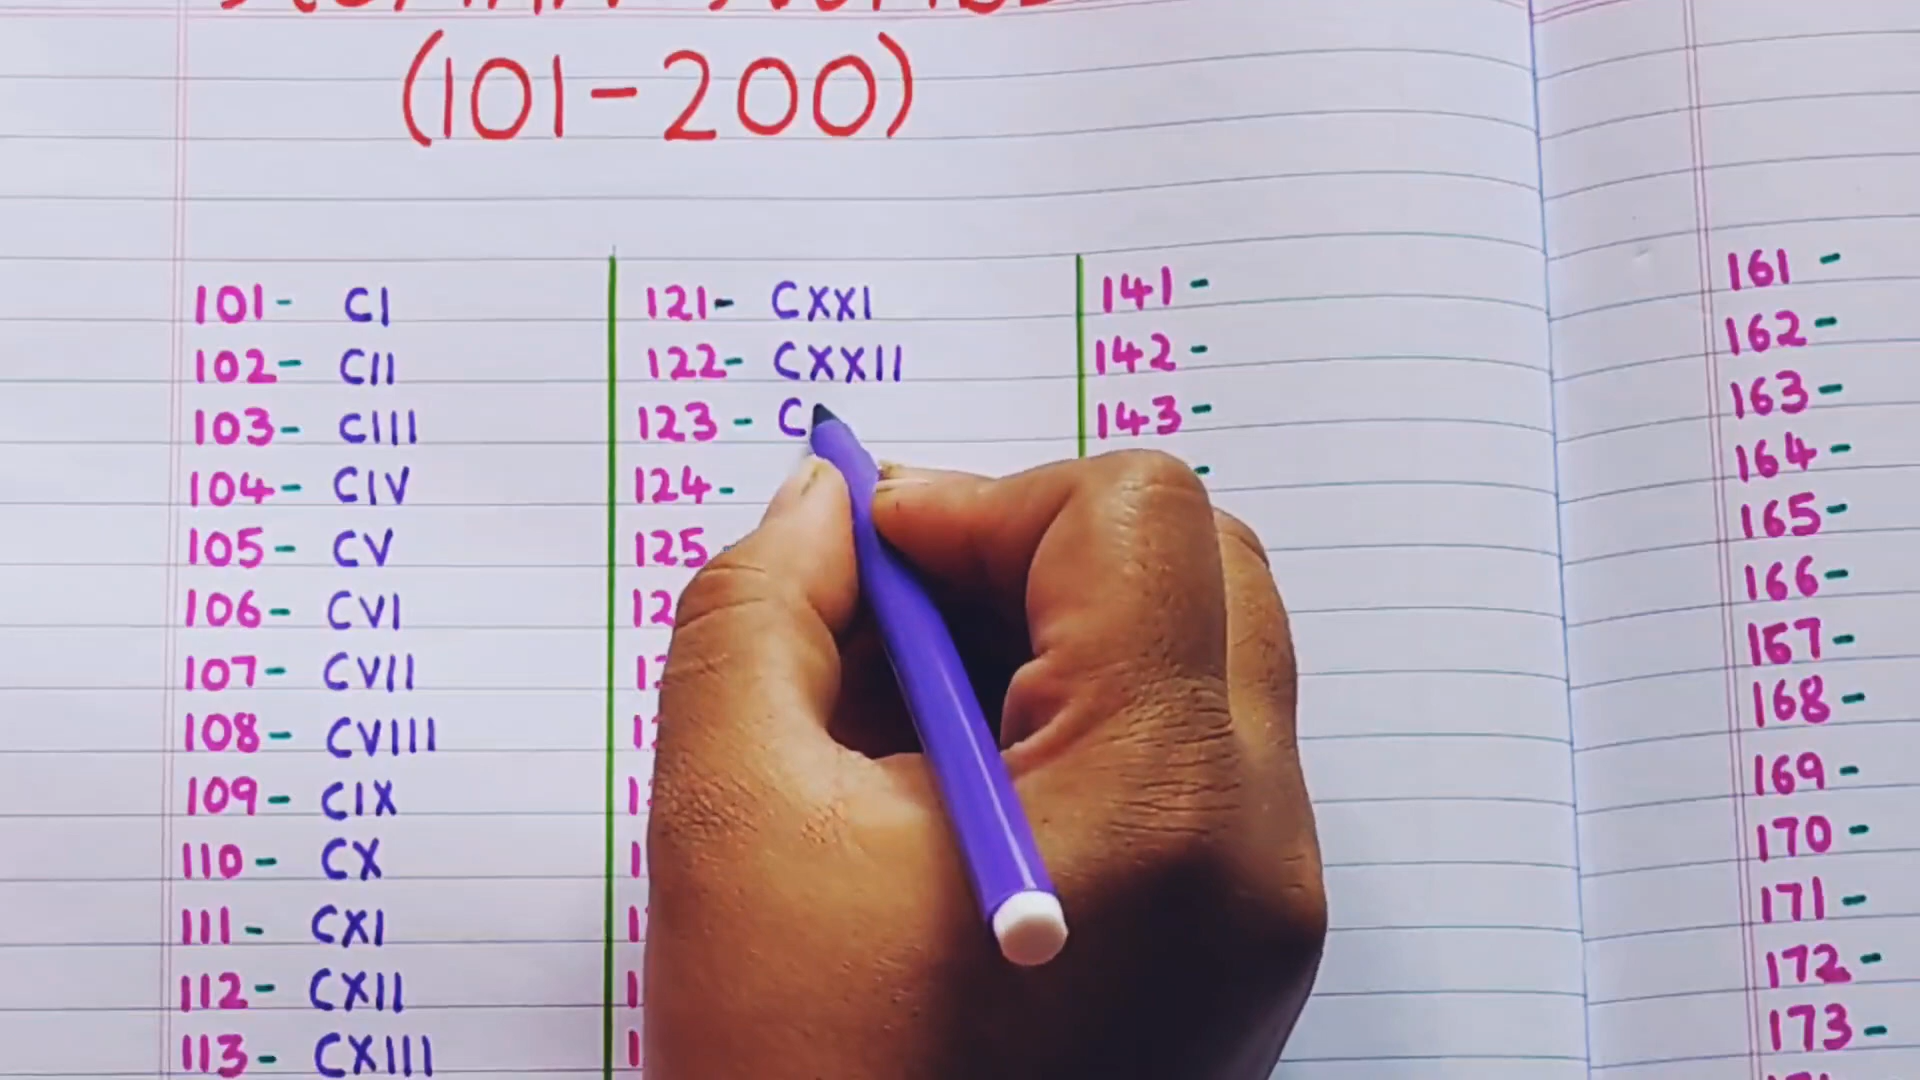 (101-200)
101- CI
102- CII
103- CIII
104- CIV
105- CV
106- CVI
107- CVII
108- CVIII
109- CIX
110- CX
111- CXI
112- CXII
113- CXIII
121- CXXI
122- CXXII
123 - C
124-
125
141 -
142 -
143 -
161 -
162 -
163 -
164 -
165 -
166 -
167 -
168 -
169 -
170 -
171 -
172 -
173 -